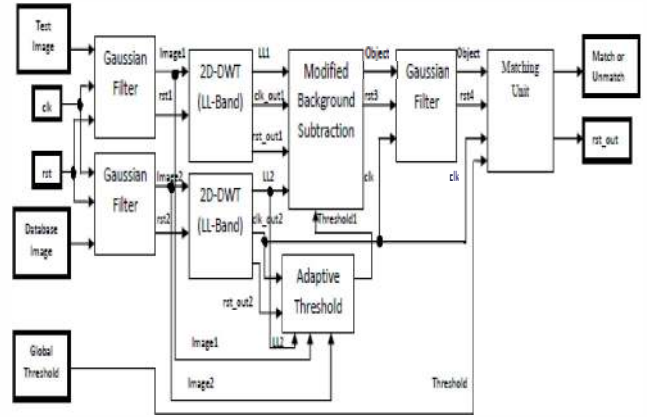 Test
Image
clk
rst
Database
Image
Global
Threshold
Gaussian
Filter
Gaussian
Filter
Image1
rst1
Image2
rst2
2D-DWT
(LL-Band)
2D-DWT
(LL-Band)
LL1
clk_out1
rst_out1
LL2
clk_out2
rst_out2
Modified
Background
Subtraction
Threshold1
Adaptive
Threshold
Image1
LL2
Image2
Object
rst3
clk
Gaussian
Filter
Object
rst4
clk
Threshold
Matching
Unit
Match or
Unmatch
rst_out